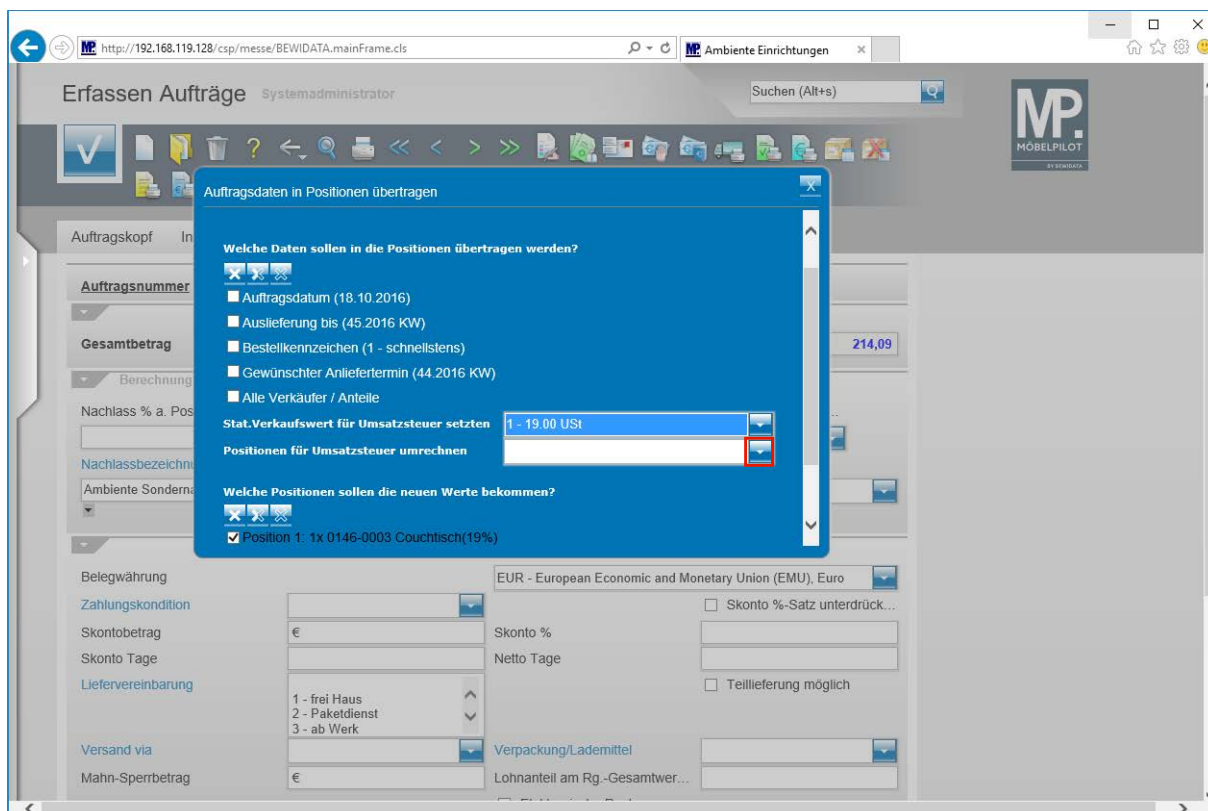 http://192.168.119.128/csp/messe/BEWIDATA.mainFrame.cls
MP. Ambiente Einrichtungen
Erfassen Aufträge Systemadministrator
Suchen (Alt+s)
MP.
MÖBELPILOT
BY BEWIDATA
Auftragsdaten in Positionen übertragen
X
Auftragskopf In
Welche Daten sollen in die Positionen übertragen werden?
Auftragsnummer
Auftragsdatum (18.10.2016)
Auslieferung bis (45.2016 KW)
Gesamtbetrag
Bestellkennzeichen (1 - schnellstens)
214,09
Gewünschter Anliefertermin (44.2016 KW)
Berechnung
Alle Verkäufer / Anteile
Nachlass % a. Pos
Stat.Verkaufswert für Umsatzsteuer setzten 1 - 19.00 USt
Positionen für Umsatzsteuer umrechnen
Nachlassbezeichnu
Ambiente Sonderna
Welche Positionen sollen die neuen Werte bekommen?
Position 1: 1x 0146-0003 Couchtisch(19%)
Belegwährung EUR - European Economic and Monetary Union (EMU), Euro
Zahlungskondition Skonto %-Satz unterdrück...
Skontobetrag € Skonto %
Skonto Tage Netto Tage
Liefervereinbarung Teillieferung möglich
1 - frei Haus
2 - Paketdienst
3 - ab Werk
Versand via Verpackung/Lademittel
Mahn-Sperrbetrag € Lohnanteil am Rg.-Gesamtwer...